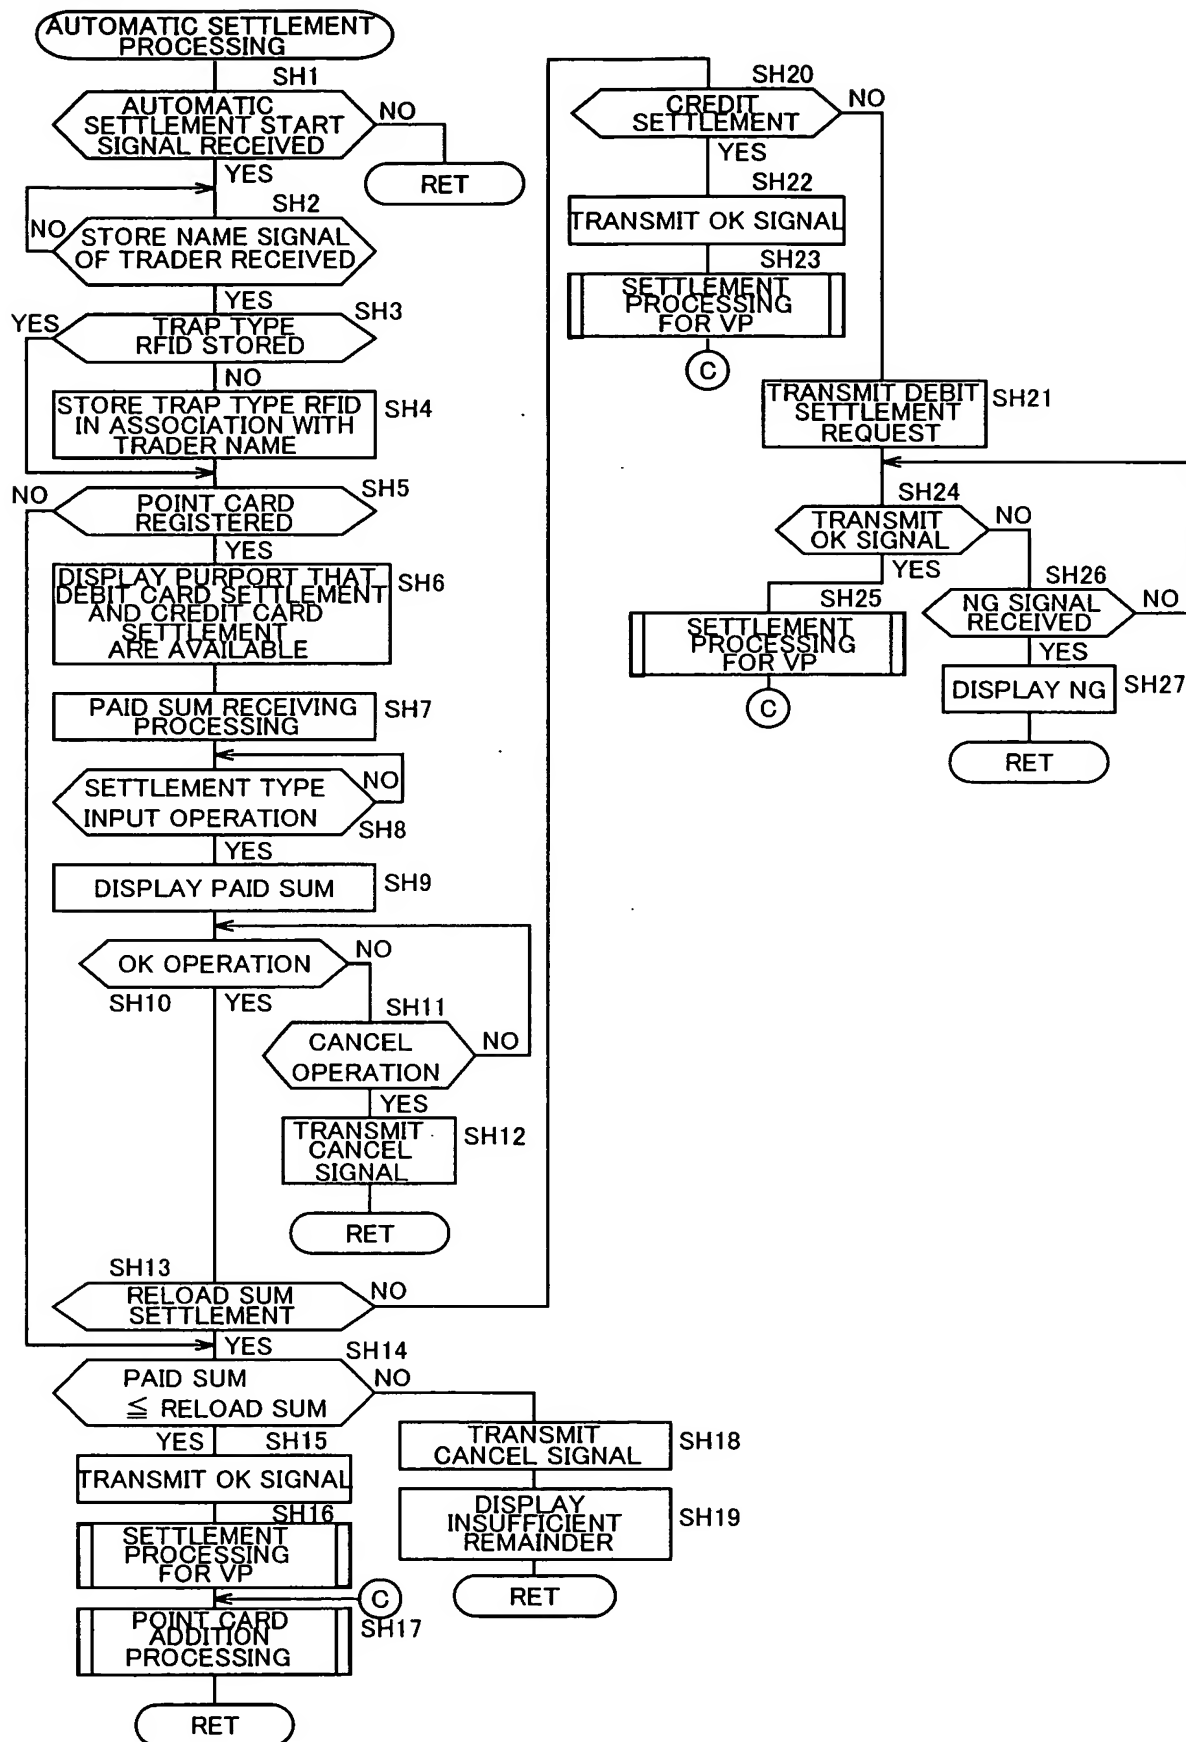 AUTOMATIC SETTLEMENT
PROCESSING
SH1
AUTOMATIC
SETTLEMENT START
SIGNAL RECEIVED
NO
RET
YES
SH2
NO
STORE NAME SIGNAL
OF TRADER RECEIVED
YES
SH3
YES
TRAP TYPE
RFID STORED
NO
STORE TRAP TYPE RFID
IN ASSOCIATION WITH
TRADER NAME
SH4
NO
SH5
POINT CARD
REGISTERED
YES
DISPLAY PURPORT THAT
DEBIT CARD SETTLEMENT
AND CREDIT CARD
SETTLEMENT
ARE AVAILABLE
SH6
PAID SUM RECEIVING
PROCESSING
SH7
SETTLEMENT TYPE
INPUT OPERATION
NO
SH8
YES
DISPLAY PAID SUM
SH9
OK OPERATION
NO
SH10
YES
SH11
CANCEL
OPERATION
NO
YES
TRANSMIT
CANCEL
SIGNAL
SH12
RET
SH13
RELOAD SUM
SETTLEMENT
NO
YES
SH14
PAID SUM
≦ RELOAD SUM
NO
YES
SH15
TRANSMIT OK SIGNAL
SH16
SETTLEMENT
PROCESSING
FOR VP
C
SH17
POINT CARD
ADDITION
PROCESSING
RET
TRANSMIT
CANCEL SIGNAL
SH18
DISPLAY
INSUFFICIENT
REMAINDER
SH19
RET
SH20
CREDIT
SETTLEMENT
NO
YES
SH22
TRANSMIT OK SIGNAL
SH23
SETTLEMENT
PROCESSING
FOR VP
C
TRANSMIT DEBIT
SETTLEMENT
REQUEST
SH21
SH24
TRANSMIT
OK SIGNAL
NO
YES
SH25
SETTLEMENT
PROCESSING
FOR VP
C
SH26
NG SIGNAL
RECEIVED
NO
YES
DISPLAY NG
SH27
RET